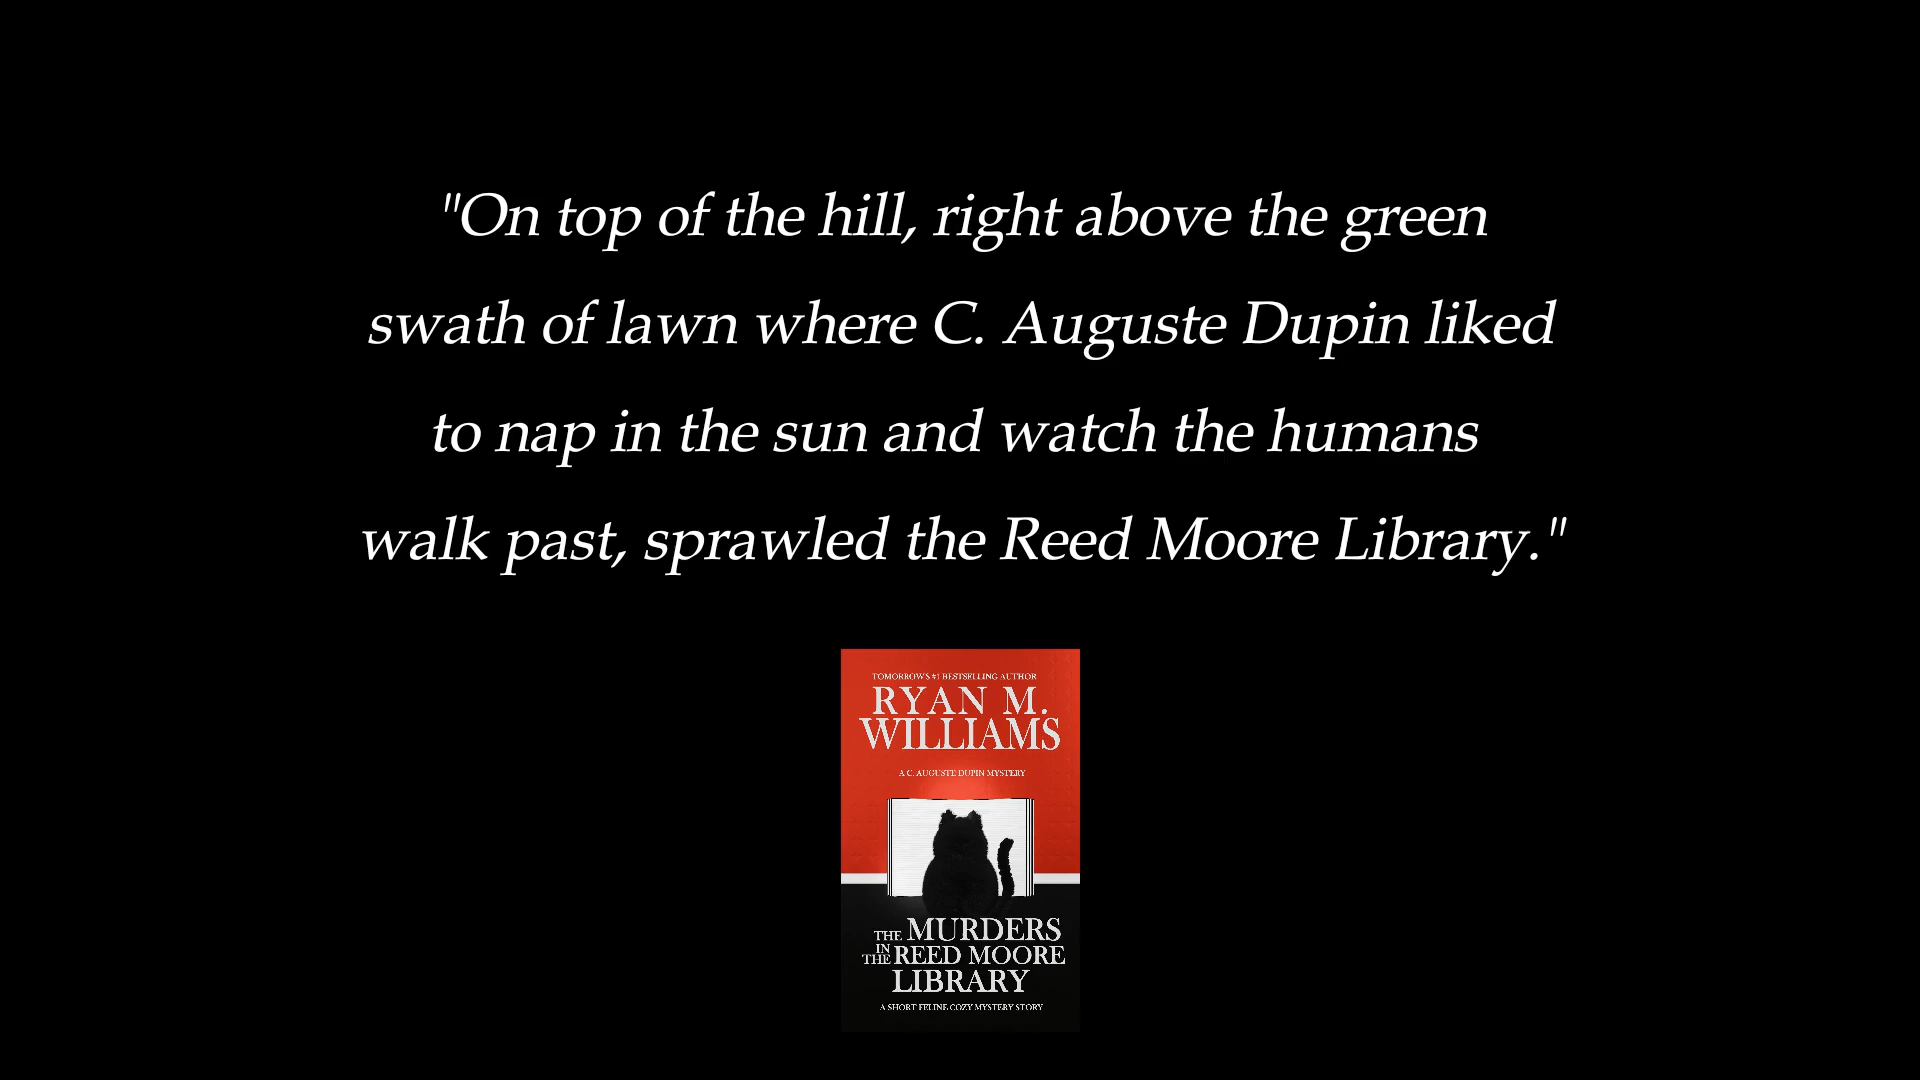 "On top of the hill, right above the green
swath of lawn where C. Auguste Dupin liked
to nap in the sun and watch the humans
walk past, sprawled the Reed Moore Library."
TOMORROW'S #1 BESTSELLING AUTHOR
RYAN M.
WILLIAMS
A C. AUGUSTE DUPIN MYSTERY
THE MURDERS
IN
THE REED MOORE
LIBRARY
A SHORT FELINE COZY MYSTERY STORY